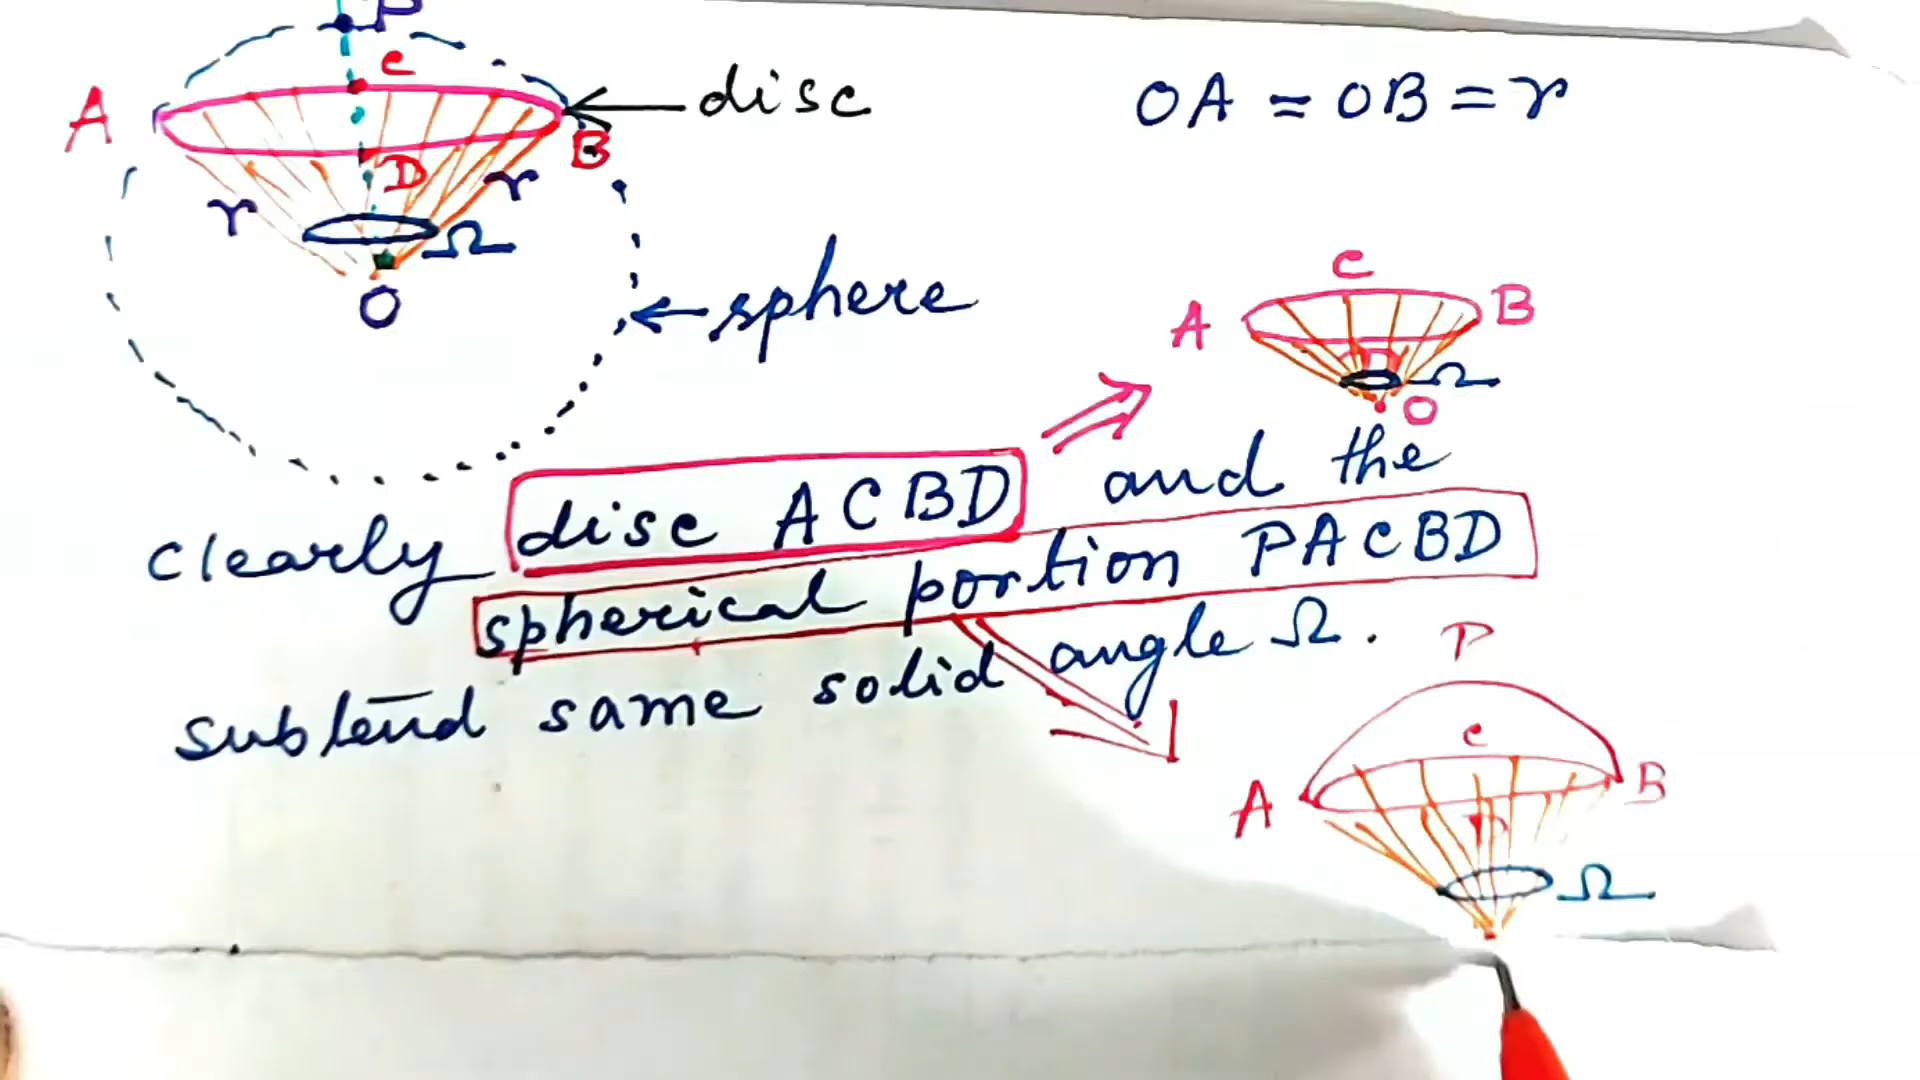 P
C
A
disc
OA = OB = r
B
D
r
r
Ω
O
sphere
C
A
B
Ω
O
clearly disc ACBD and the
spherical portion PACBD
subtend same solid angle Ω.
P
C
A
B
D
Ω